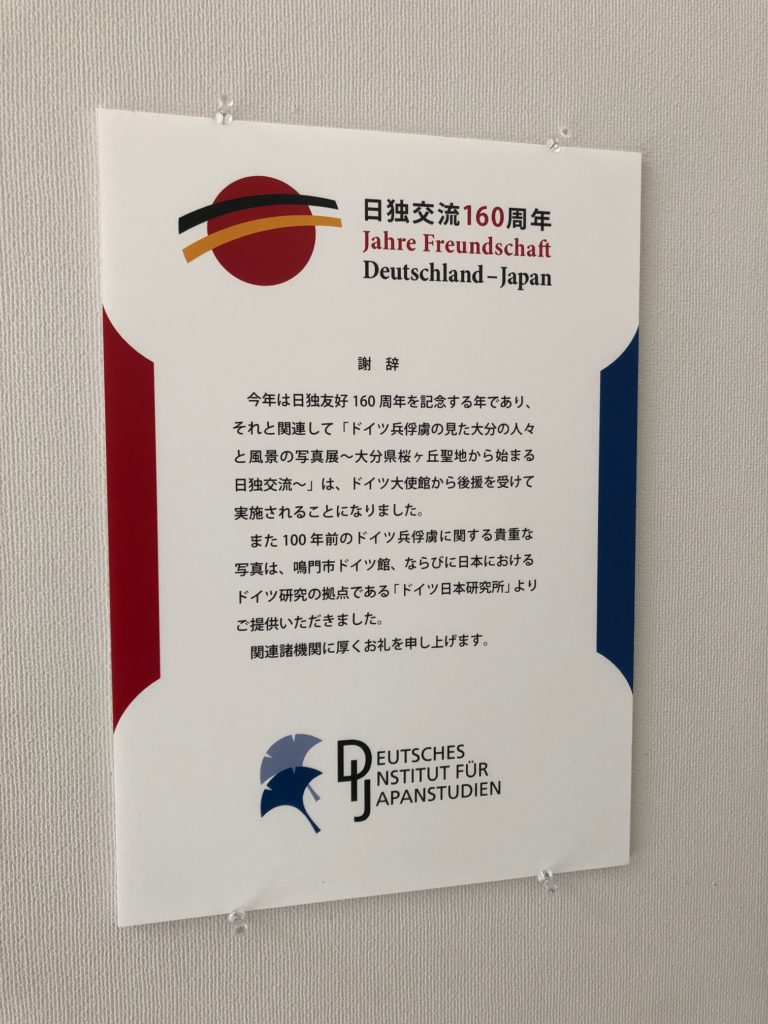 日独交流160周年
Jahre Freundschaft
Deutschland – Japan
謝 辞
今年は日独友好 160 周年を記念する年であり、
それと関連して「ドイツ兵俘虜の見た大分の人々
と風景の写真展～大分県桜ヶ丘聖地から始まる
日独交流～」は、ドイツ大使館から後援を受けて
実施されることになりました。
また 100 年前のドイツ兵俘虜に関する貴重な
写真は、鳴門市ドイツ館、ならびに日本における
ドイツ研究の拠点である「ドイツ日本研究所」より
ご提供いただきました。
関連諸機関に厚くお礼を申し上げます。
DEUTSCHES
INSTITUT FÜR
JAPANSTUDIEN